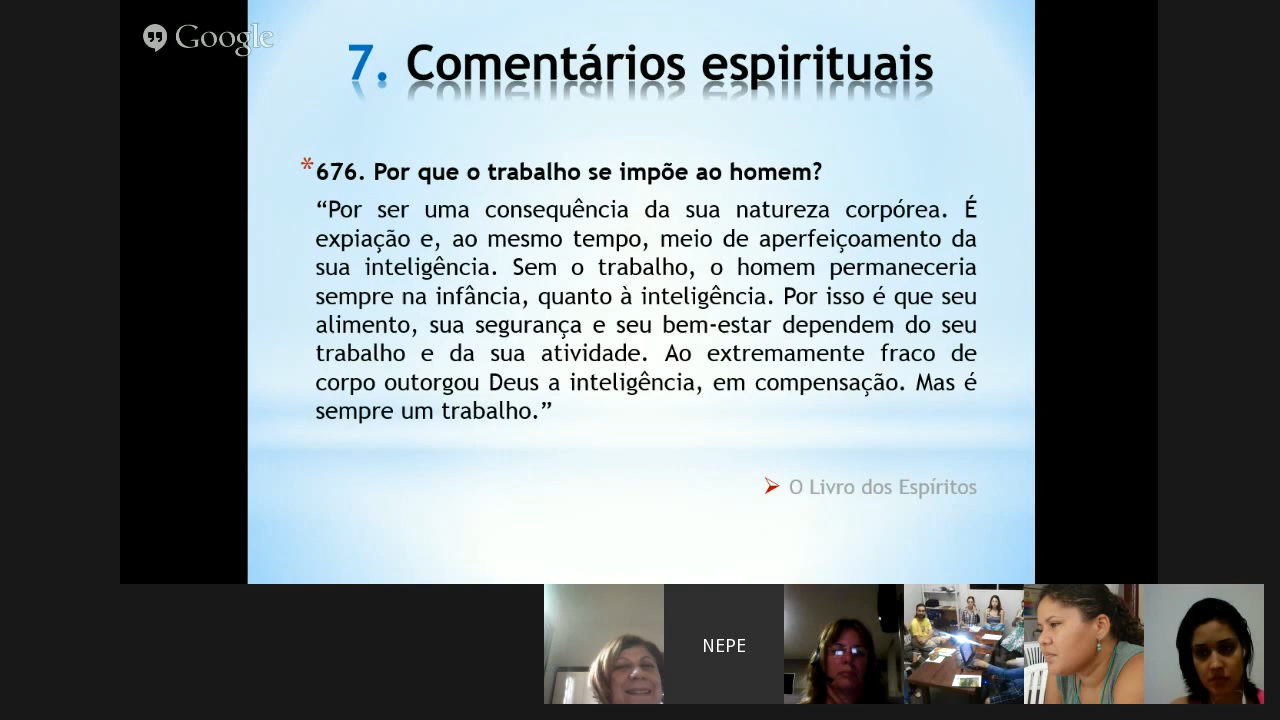 Google
7. Comentários espirituais
*676. Por que o trabalho se impõe ao homem?
“Por ser uma consequência da sua natureza corpórea. É
expiação e, ao mesmo tempo, meio de aperfeiçoamento da
sua inteligência. Sem o trabalho, o homem permaneceria
sempre na infância, quanto à inteligência. Por isso é que seu
alimento, sua segurança e seu bem-estar dependem do seu
trabalho e da sua atividade. Ao extremamente fraco de
corpo outorgou Deus a inteligência, em compensação. Mas é
sempre um trabalho.”
O Livro dos Espíritos
NEPE